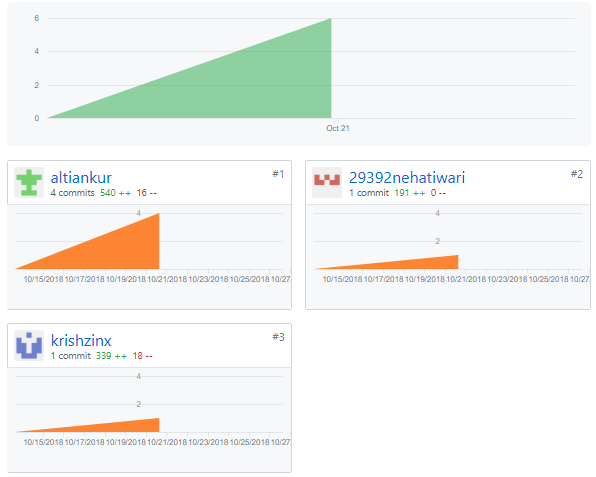 6
4
2
0
Oct 21
altiankur #1
4 commits 540 ++ 16 --
4
10/15/2018 10/17/2018 10/19/2018 10/21/2018 10/23/2018 10/25/2018 10/27
29392nehatiwari #2
1 commit 191 ++ 0 --
4
2
10/15/2018 10/17/2018 10/19/2018 10/21/2018 10/23/2018 10/25/2018 10/27
krishzinx #3
1 commit 339 ++ 18 --
4
2
10/15/2018 10/17/2018 10/19/2018 10/21/2018 10/23/2018 10/25/2018 10/27